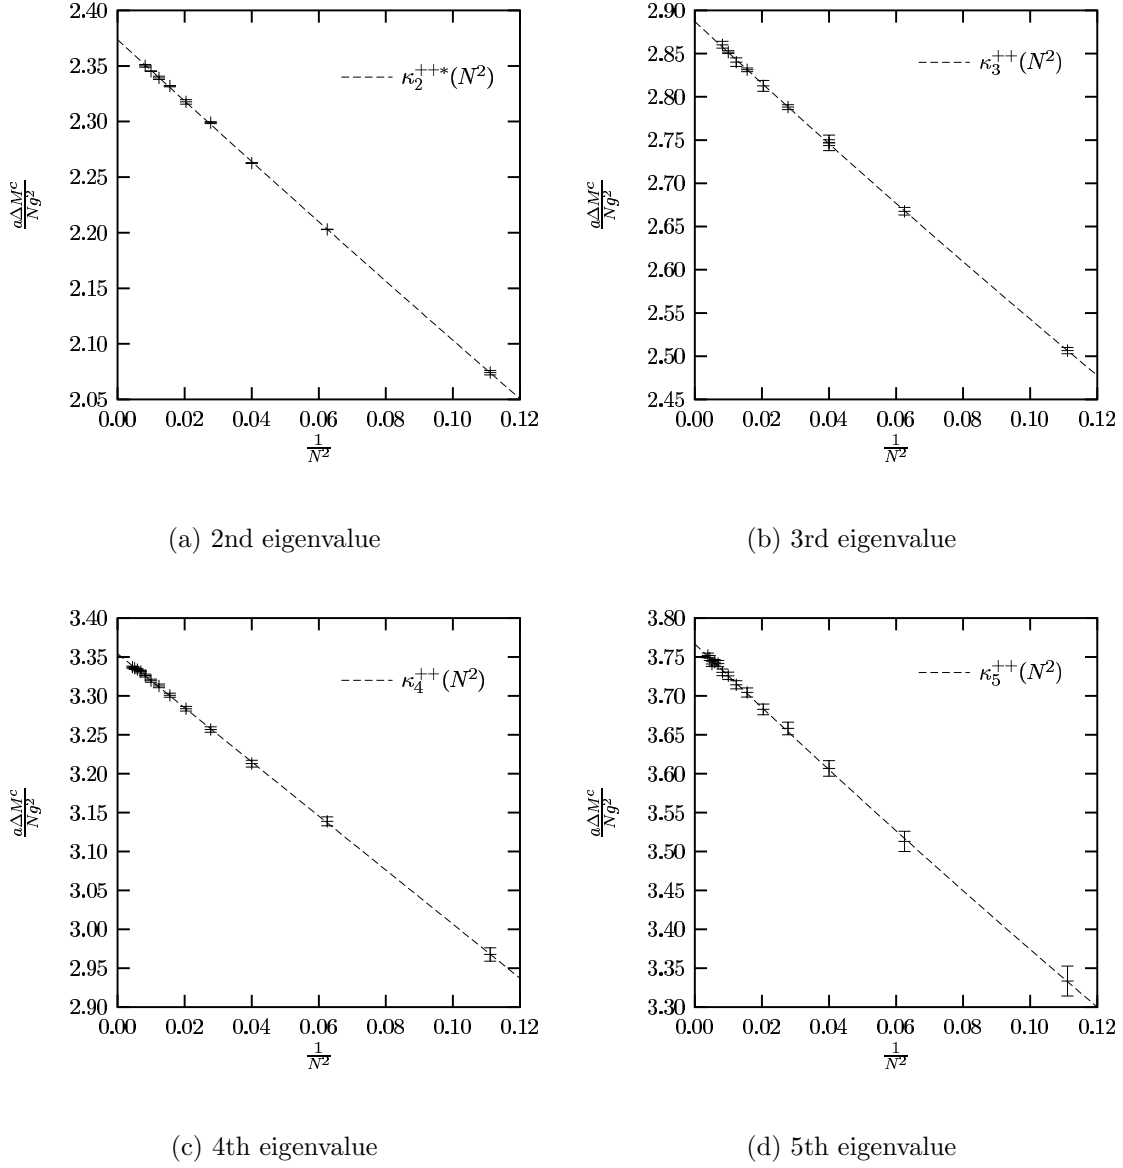 2.40
2.35
2.30
2.25
2.20
2.15
2.10
2.05
aΔMᶜ
Ng²
κ₂⁺⁺*(N²)
0.00 0.02 0.04 0.06 0.08 0.10 0.12
1
N²
(a) 2nd eigenvalue
2.90
2.85
2.80
2.75
2.70
2.65
2.60
2.55
2.50
2.45
aΔMᶜ
Ng²
κ₃⁺⁺(N²)
0.00 0.02 0.04 0.06 0.08 0.10 0.12
1
N²
(b) 3rd eigenvalue
3.40
3.35
3.30
3.25
3.20
3.15
3.10
3.05
3.00
2.95
2.90
aΔMᶜ
Ng²
κ₄⁺⁺(N²)
0.00 0.02 0.04 0.06 0.08 0.10 0.12
1
N²
(c) 4th eigenvalue
3.80
3.75
3.70
3.65
3.60
3.55
3.50
3.45
3.40
3.35
3.30
aΔMᶜ
Ng²
κ₅⁺⁺(N²)
0.00 0.02 0.04 0.06 0.08 0.10 0.12
1
N²
(d) 5th eigenvalue